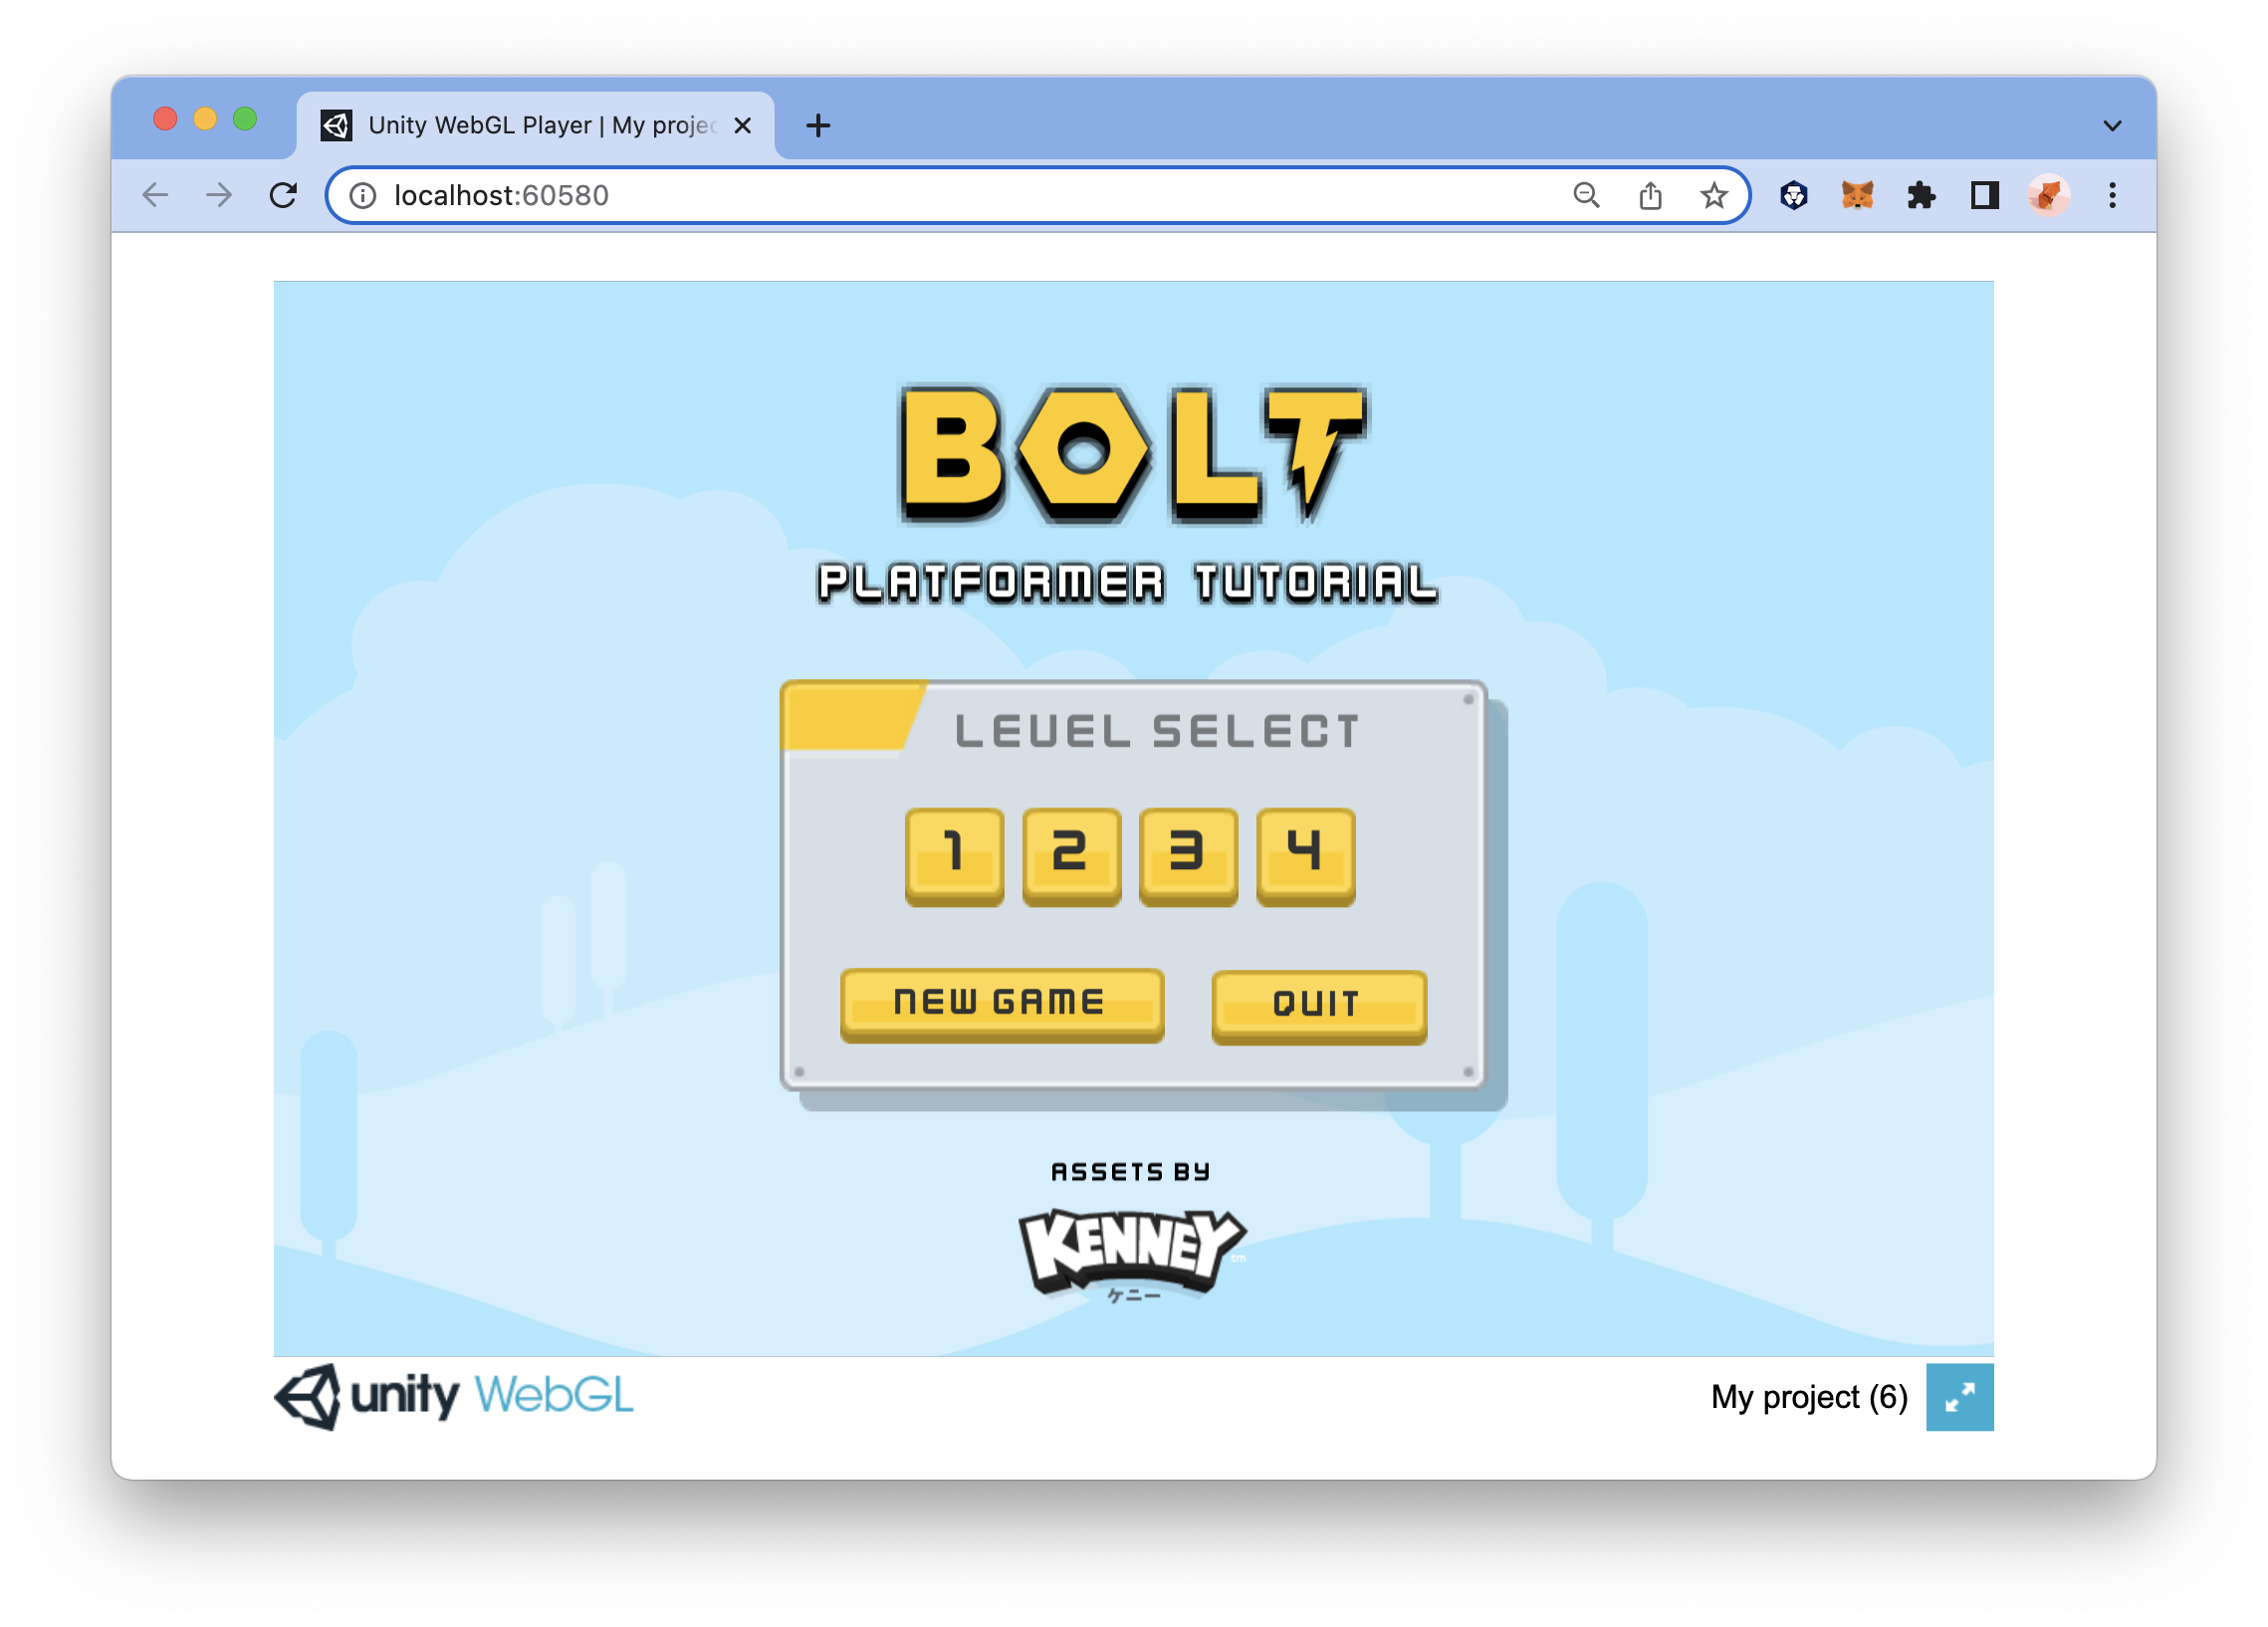 Unity WebGL Player | My projec
localhost:60580
BOLT
PLATFORMER TUTORIAL
LEVEL SELECT
1 2 3 4
NEW GAME QUIT
ASSETS BY
KENNEY
ケニー
unity WebGL
My project (6)